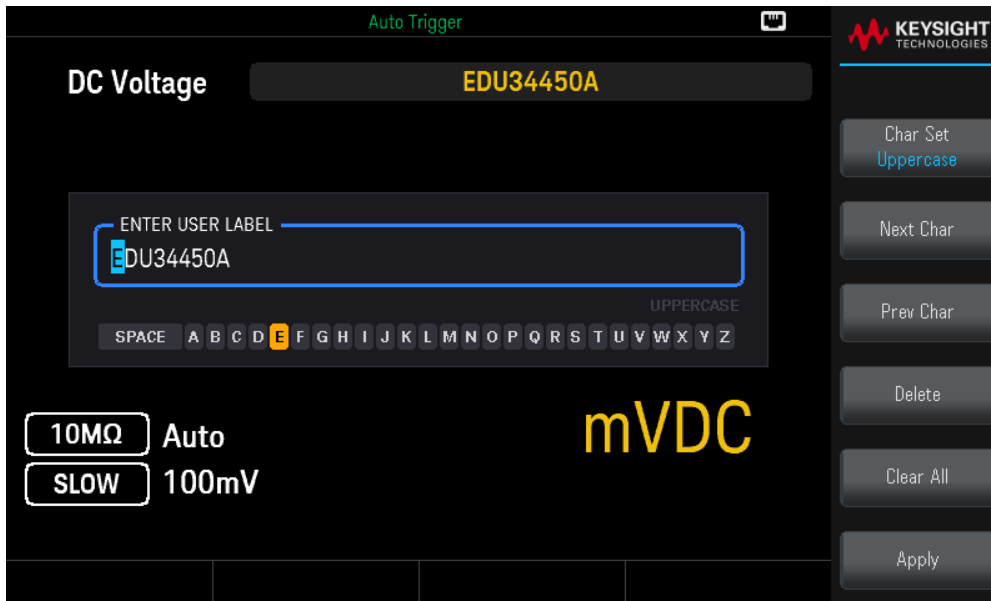 Auto Trigger
KEYSIGHT
TECHNOLOGIES
DC Voltage
EDU34450A
Char Set
Uppercase
ENTER USER LABEL
EDU34450A
Next Char
UPPERCASE
Prev Char
SPACE A B C D E F G H I J K L M N O P Q R S T U V W X Y Z
Delete
10MΩ Auto
mVDC
SLOW 100mV
Clear All
Apply